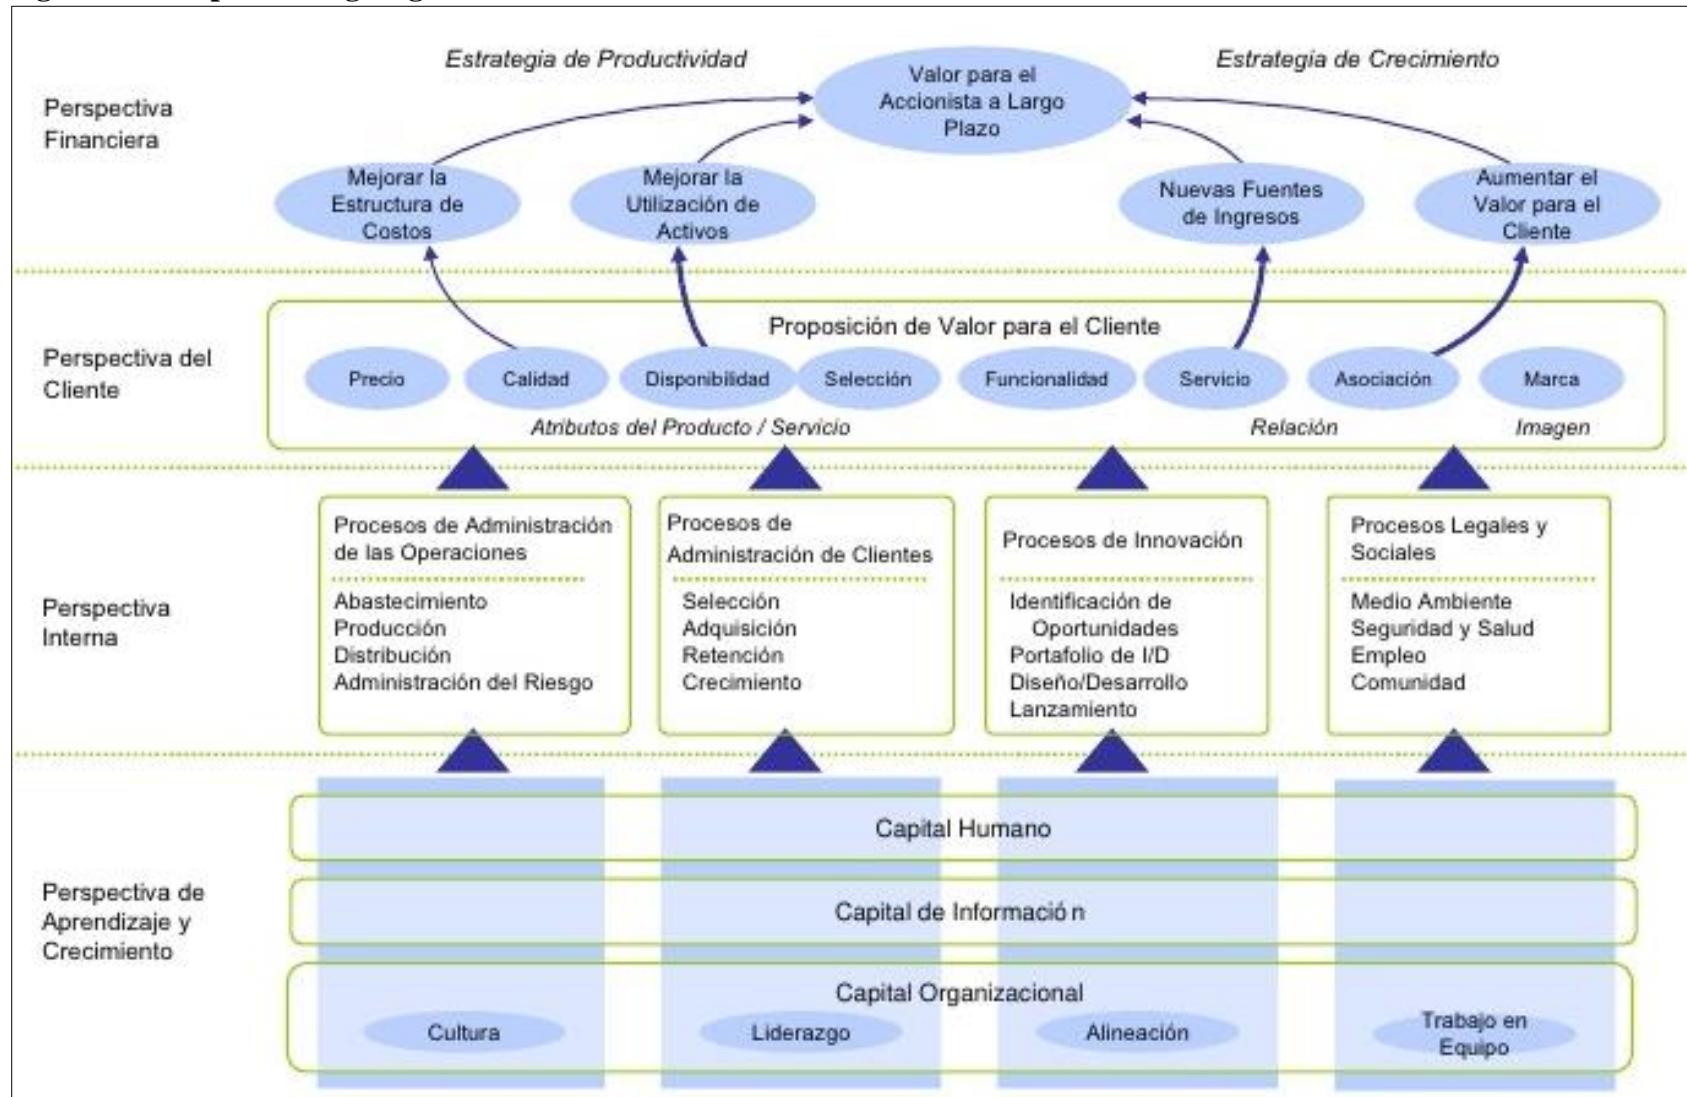 Estrategia de Productividad
Estrategia de Crecimiento
Valor para el
Accionista a Largo
Plazo
Perspectiva
Financiera
Mejorar la
Estructura de
Costos
Mejorar la
Utilización de
Activos
Nuevas Fuentes
de Ingresos
Aumentar el
Valor para el
Cliente
Perspectiva del
Cliente
Proposición de Valor para el Cliente
Precio
Calidad
Disponibilidad
Selección
Funcionalidad
Servicio
Asociación
Marca
Atributos del Producto / Servicio
Relación
Imagen
Perspectiva
Interna
Procesos de Administración
de las Operaciones
Abastecimiento
Producción
Distribución
Administración del Riesgo
Procesos de
Administración de Clientes
Selección
Adquisición
Retención
Crecimiento
Procesos de Innovación
Identificación de
Oportunidades
Portafolio de I/D
Diseño/Desarrollo
Lanzamiento
Procesos Legales y
Sociales
Medio Ambiente
Seguridad y Salud
Empleo
Comunidad
Perspectiva de
Aprendizaje y
Crecimiento
Capital Humano
Capital de Información
Capital Organizacional
Cultura
Liderazgo
Alineación
Trabajo en
Equipo